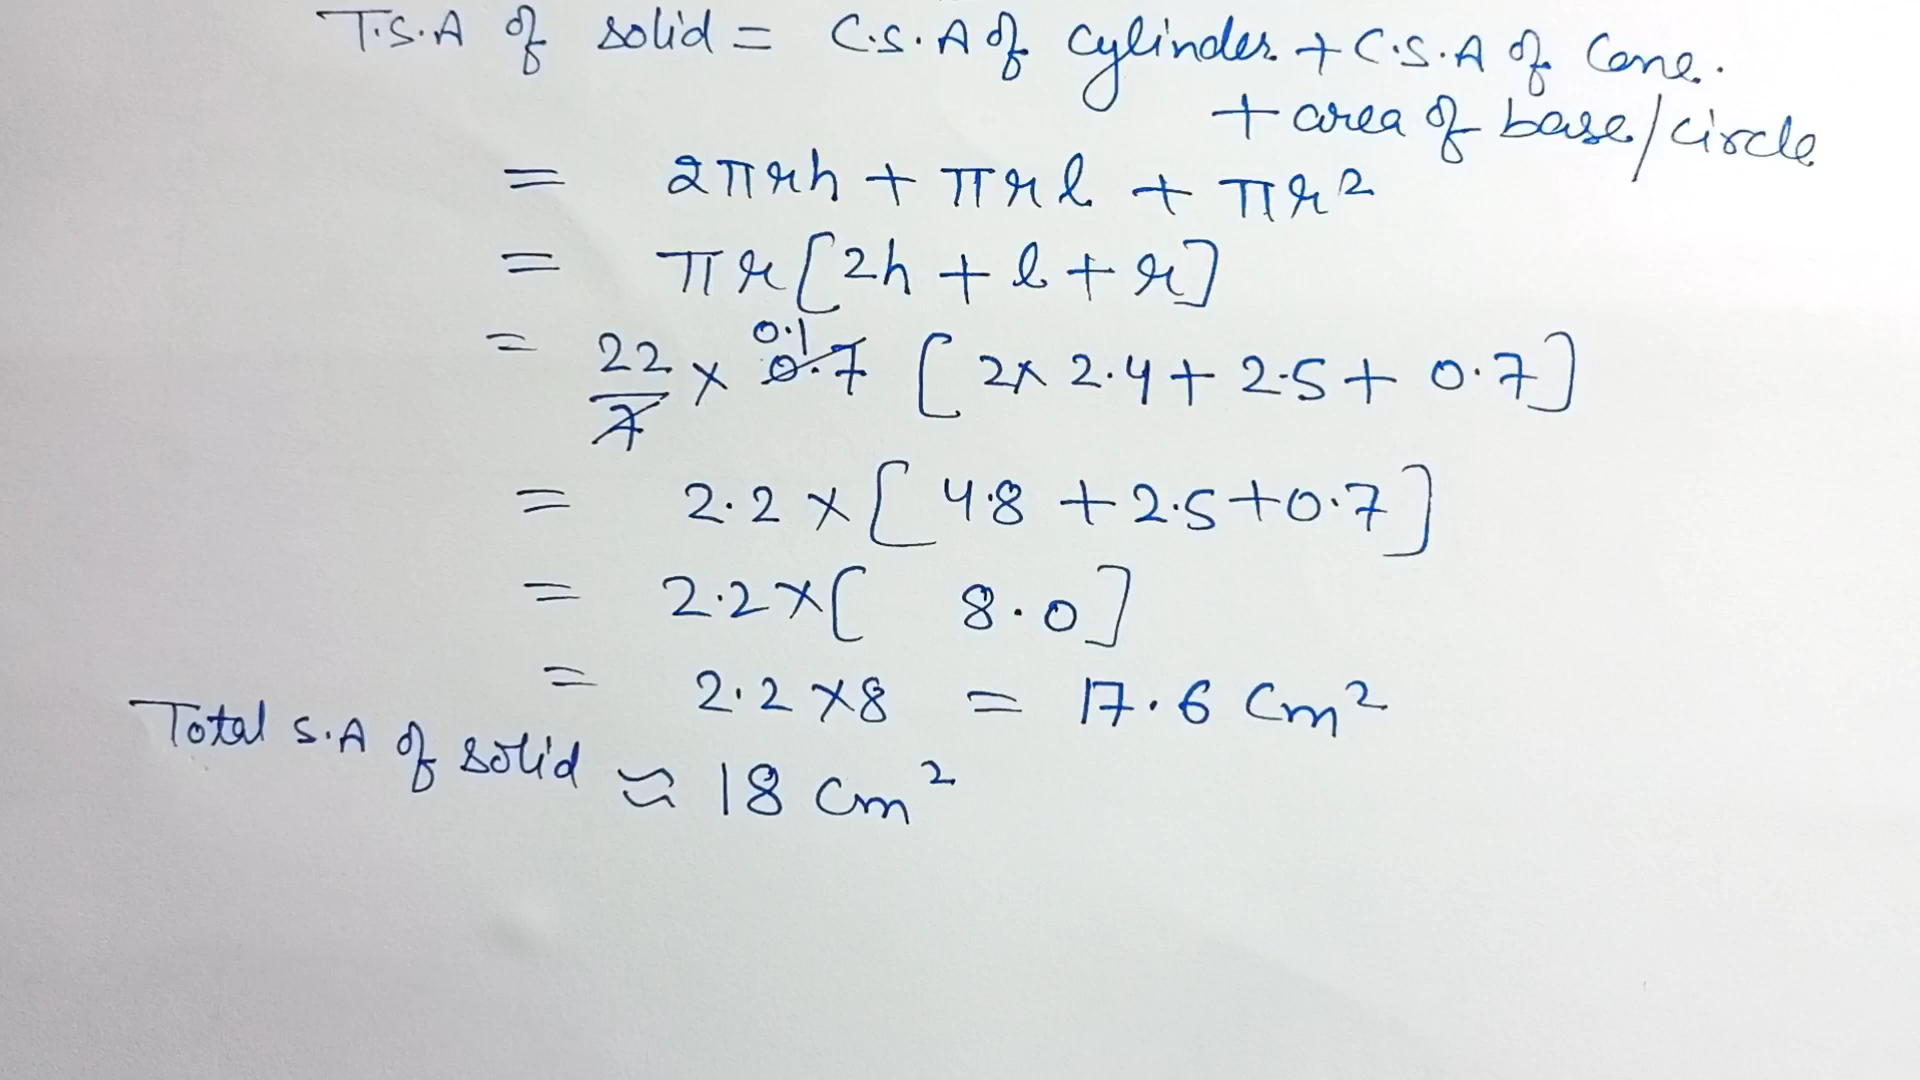 T.S.A of solid = C.S.A of cylinder + C.S.A of Cone.
+ area of base/circle
= 2πrh + πrl + πr²
= πr[2h + l + r]
= 22/7 × 0.7 0.1 [2× 2.4 + 2.5 + 0.7]
= 2.2 × [4.8 + 2.5 + 0.7]
= 2.2 × [ 8.0]
= 2.2 × 8 = 17.6 Cm²
Total S.A of solid ≈ 18 Cm²